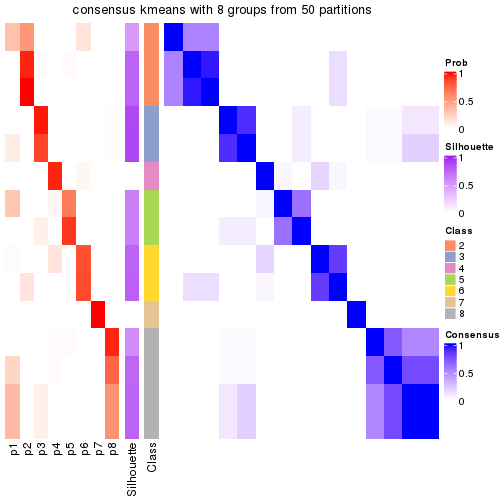 consensus kmeans with 8 groups from 50 partitions
Prob
1
0.5
0
Silhouette
1
0.5
0
Class
2
3
4
5
6
7
8
Consensus
1
0.5
0
p1
p2
p3
p4
p5
p6
p7
p8
Silhouette
Class